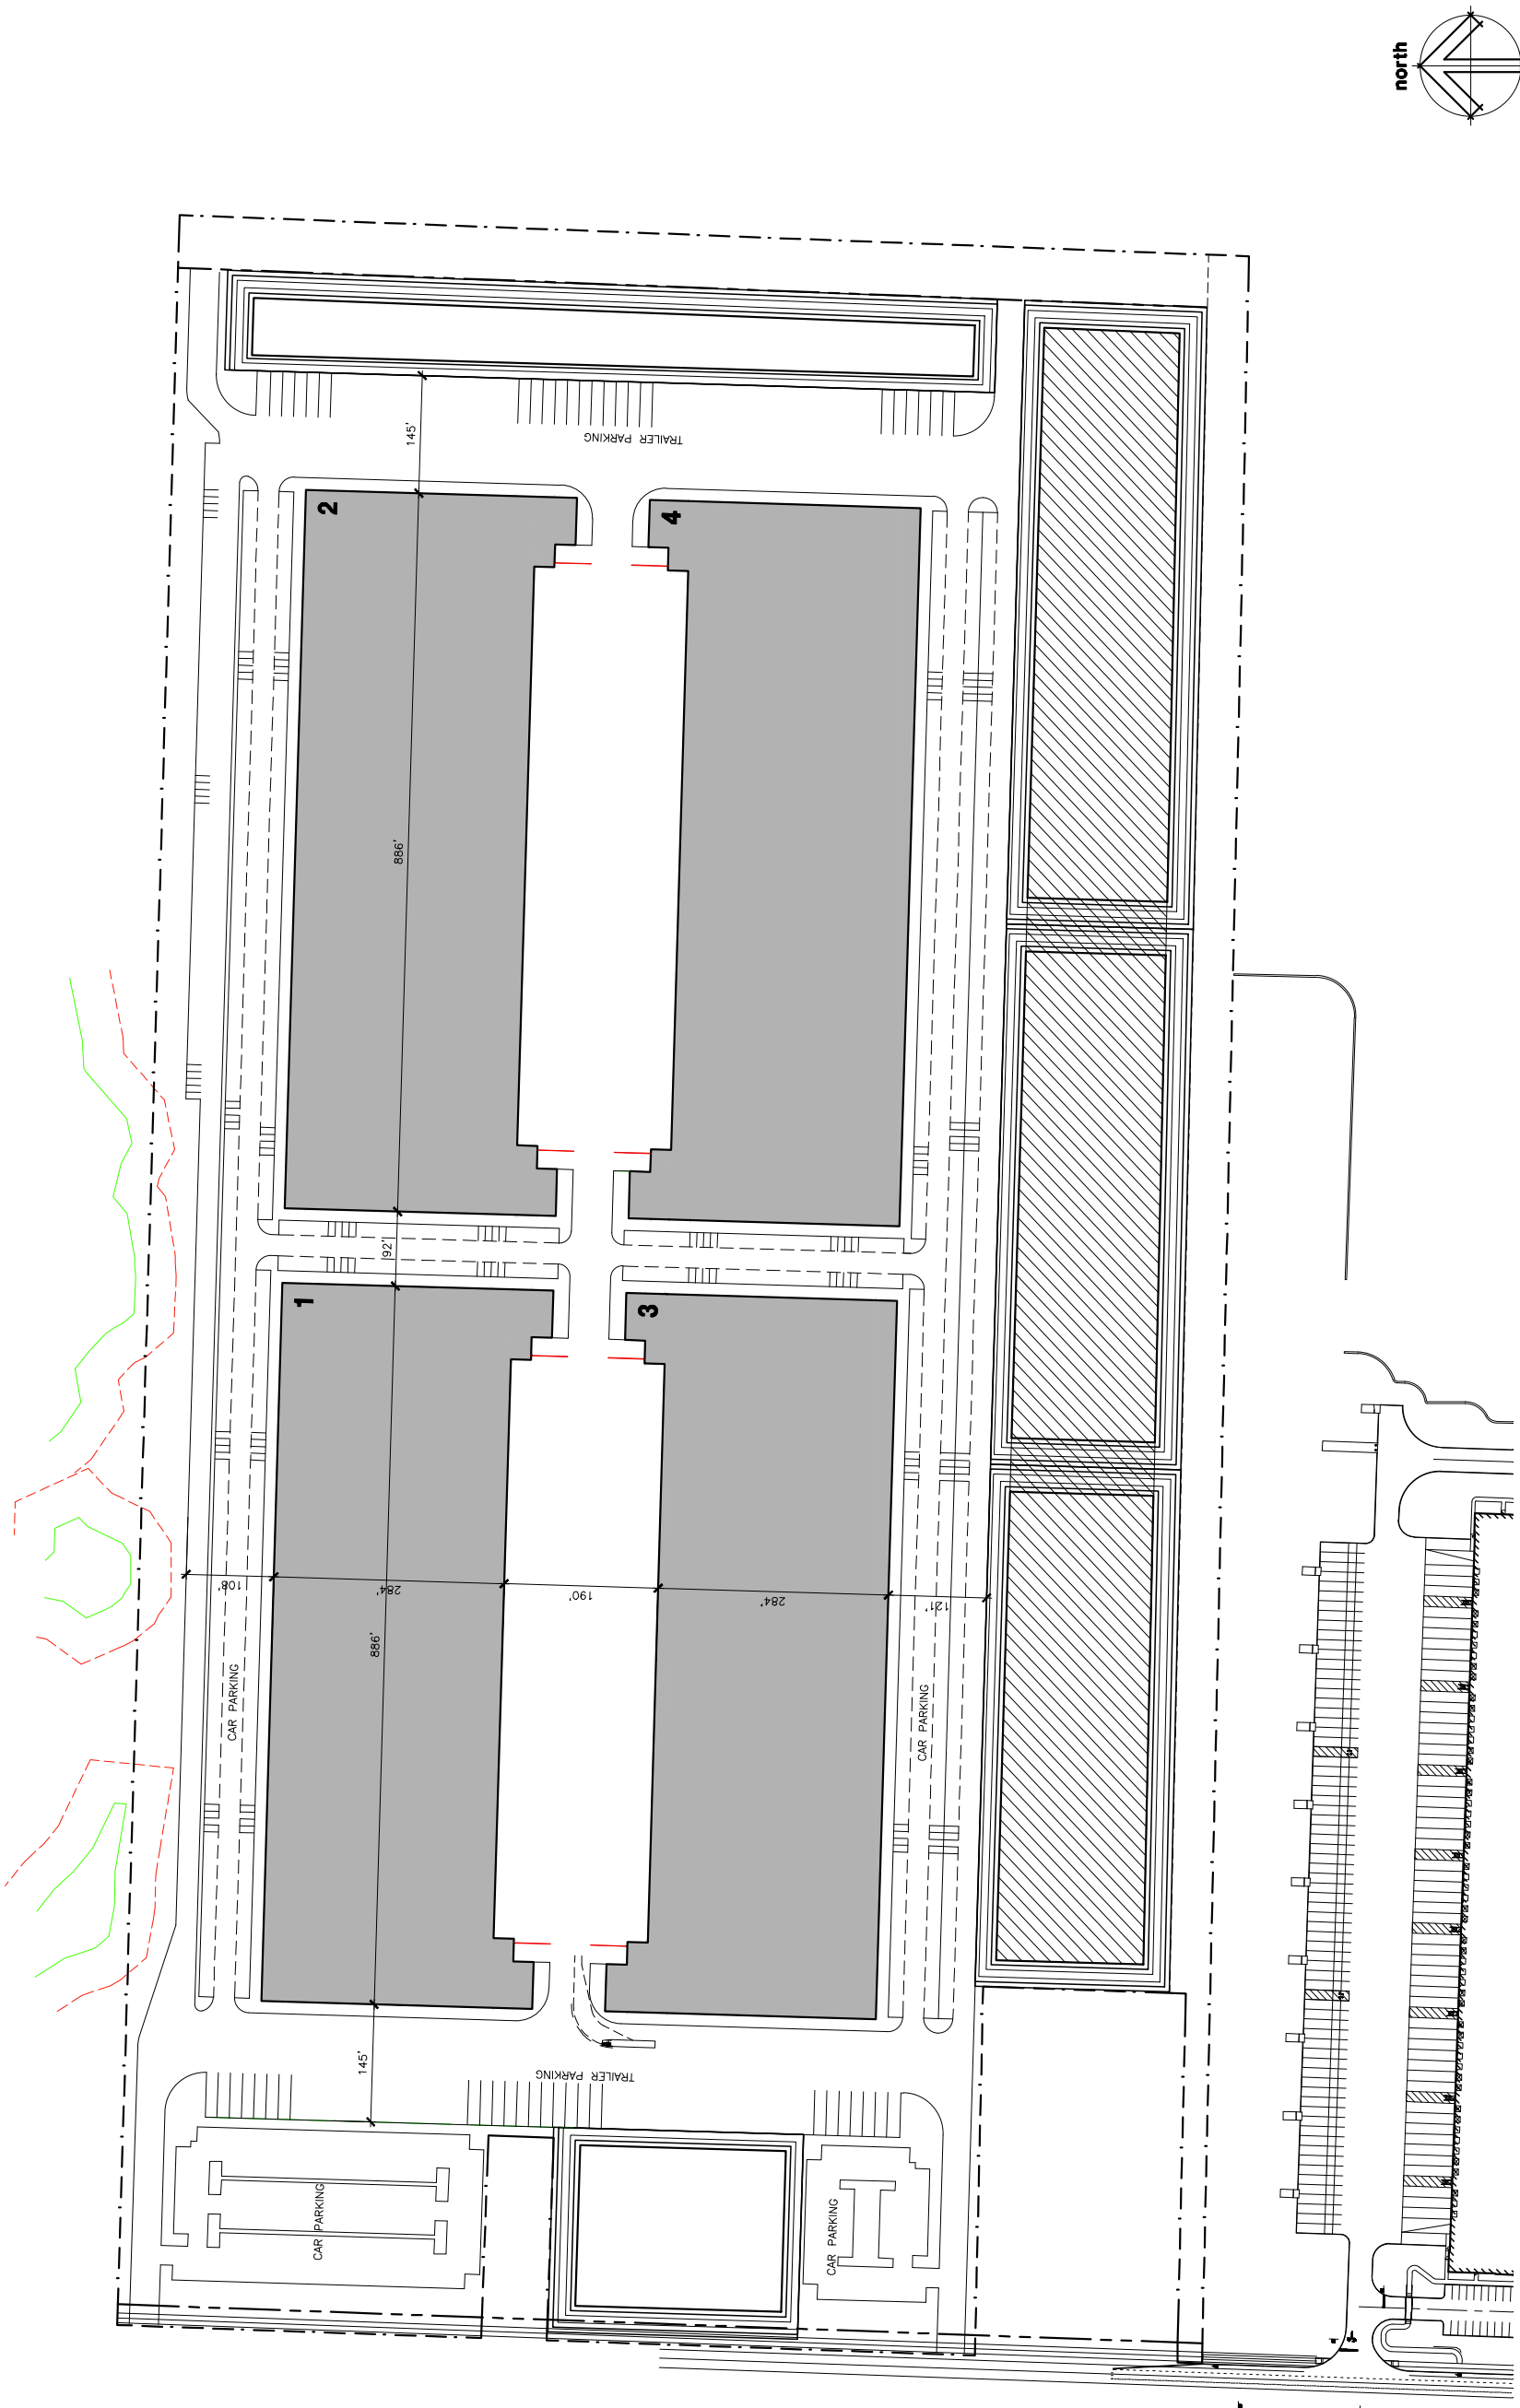 north
145'
TRAILER PARKING
2
4
886'
92'
1
3
108'
284'
190'
284'
121'
886'
CAR PARKING
CAR PARKING
145'
TRAILER PARKING
CAR PARKING
CAR PARKING